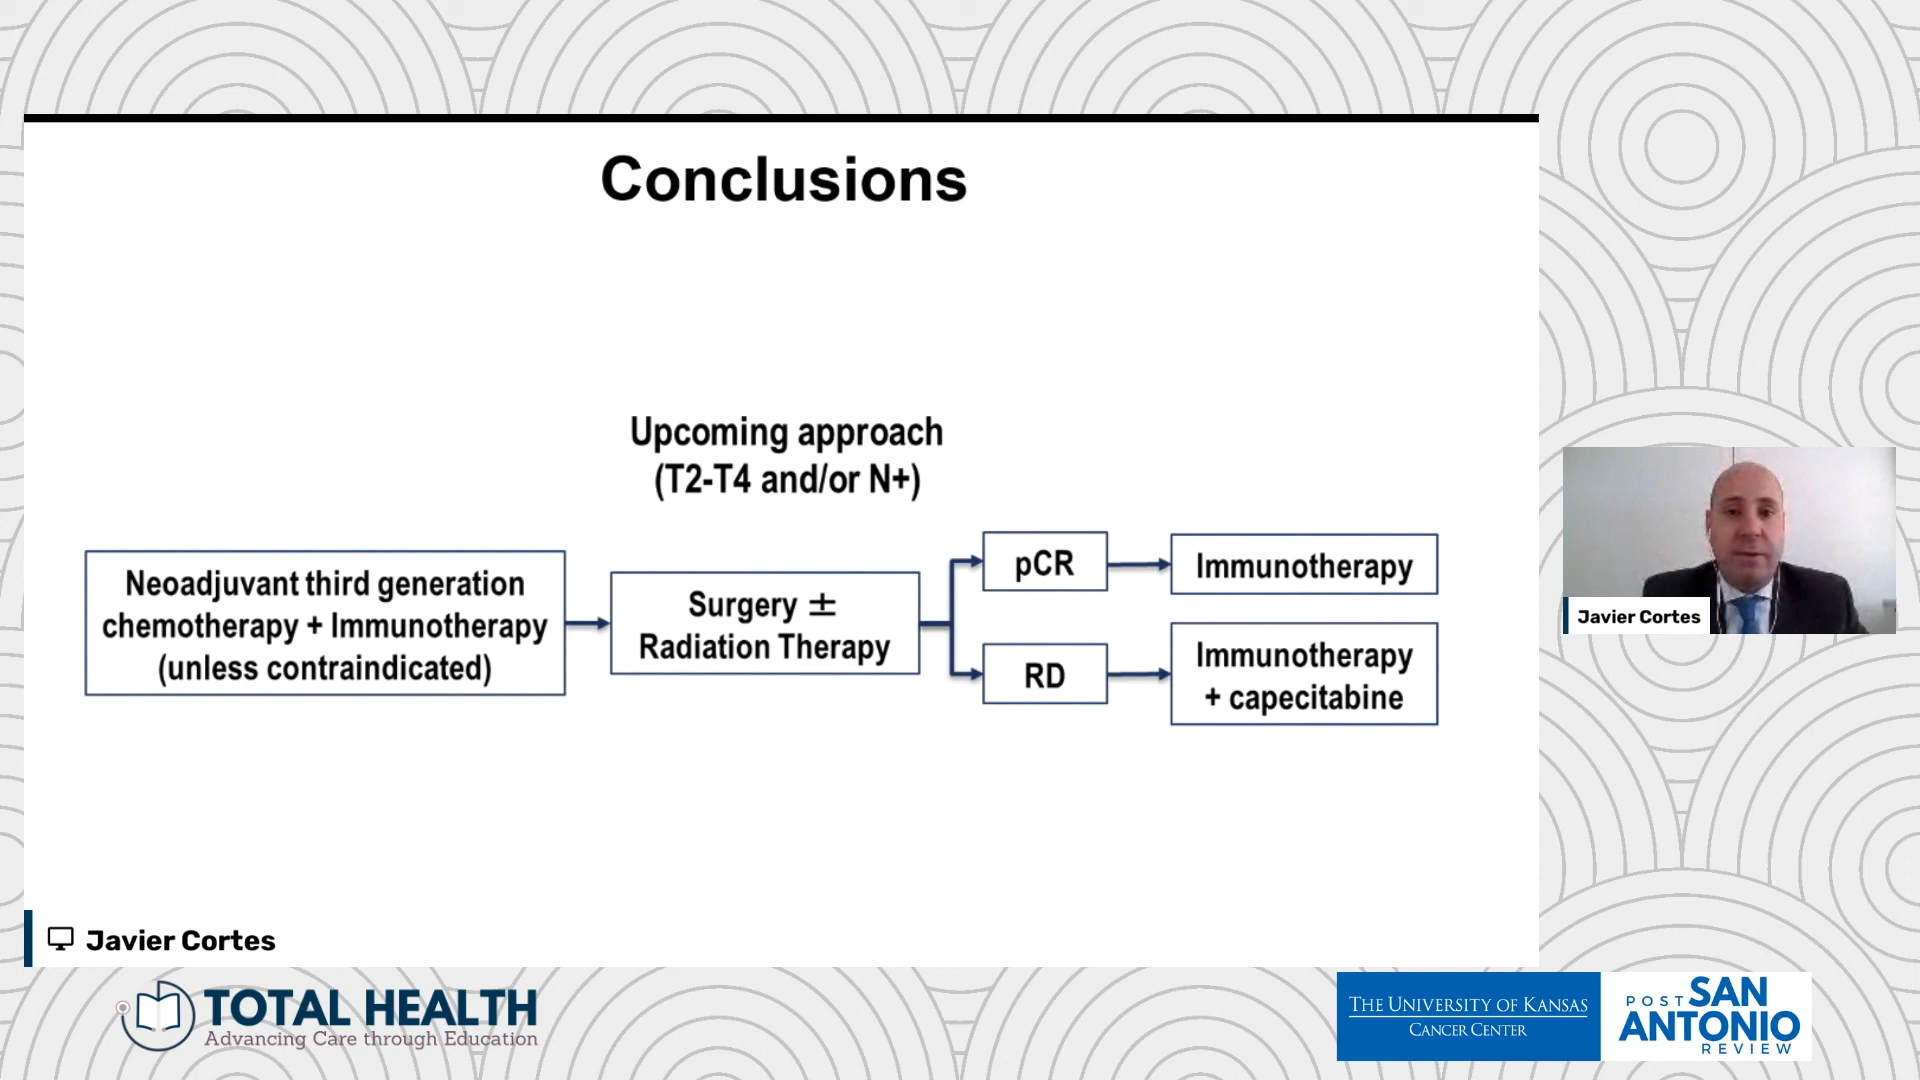 Conclusions
Upcoming approach
(T2-T4 and/or N+)
Neoadjuvant third generation
chemotherapy + Immunotherapy
(unless contraindicated)
Surgery ±
Radiation Therapy
pCR
Immunotherapy
RD
Immunotherapy
+ capecitabine
Javier Cortes
Javier Cortes
TOTAL HEALTH
Advancing Care through Education
THE UNIVERSITY OF KANSAS
CANCER CENTER
POST SAN
ANTONIO
REVIEW